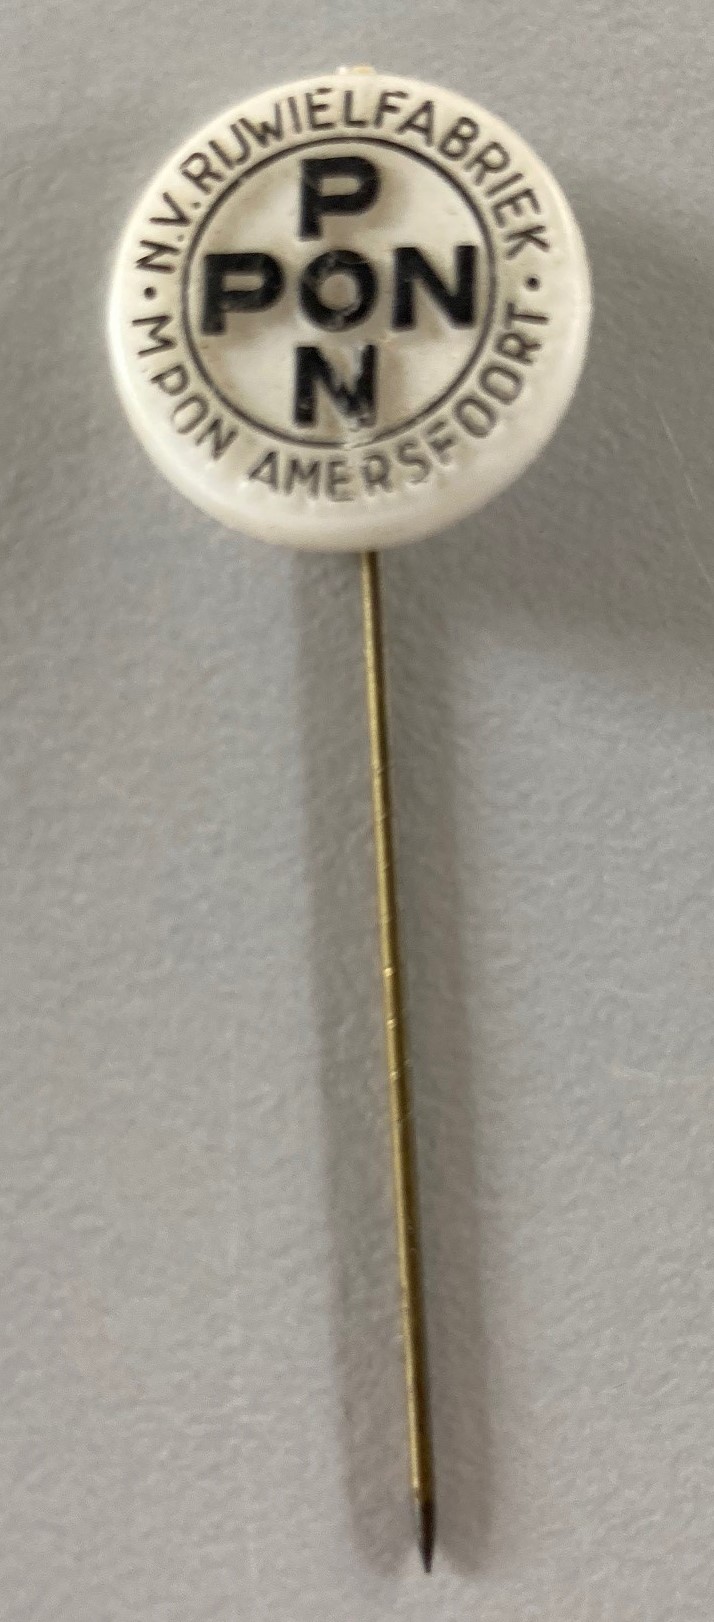 N.V. RIJWIELFABRIEK
P
PON
N
M. PON AMERSFOORT